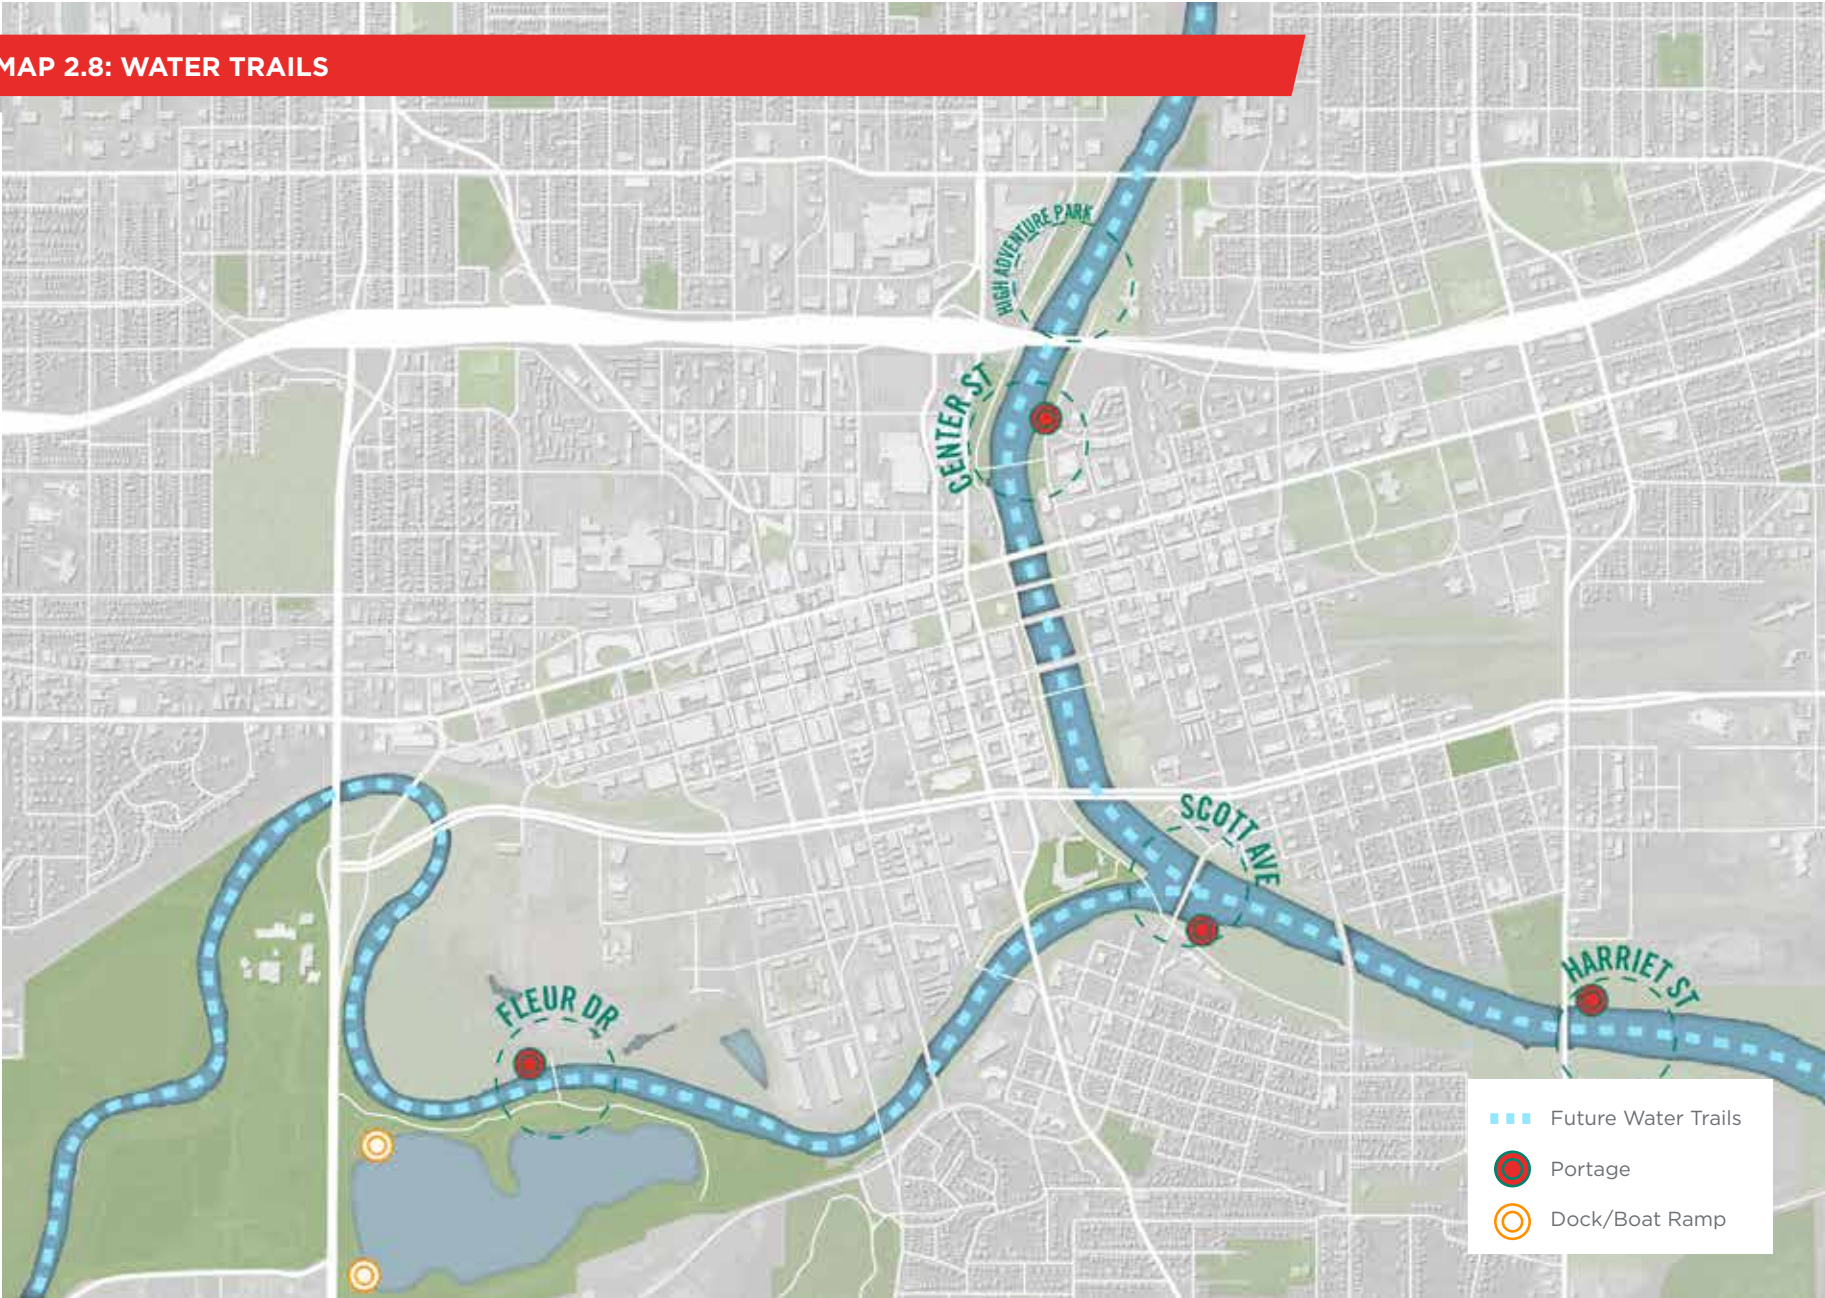 MAP 2.8: WATER TRAILS
HIGH ADVENTURE PARK
CENTER ST
SCOTT AVE
HARRIET ST
FLEUR DR
Future Water Trails
Portage
Dock/Boat Ramp